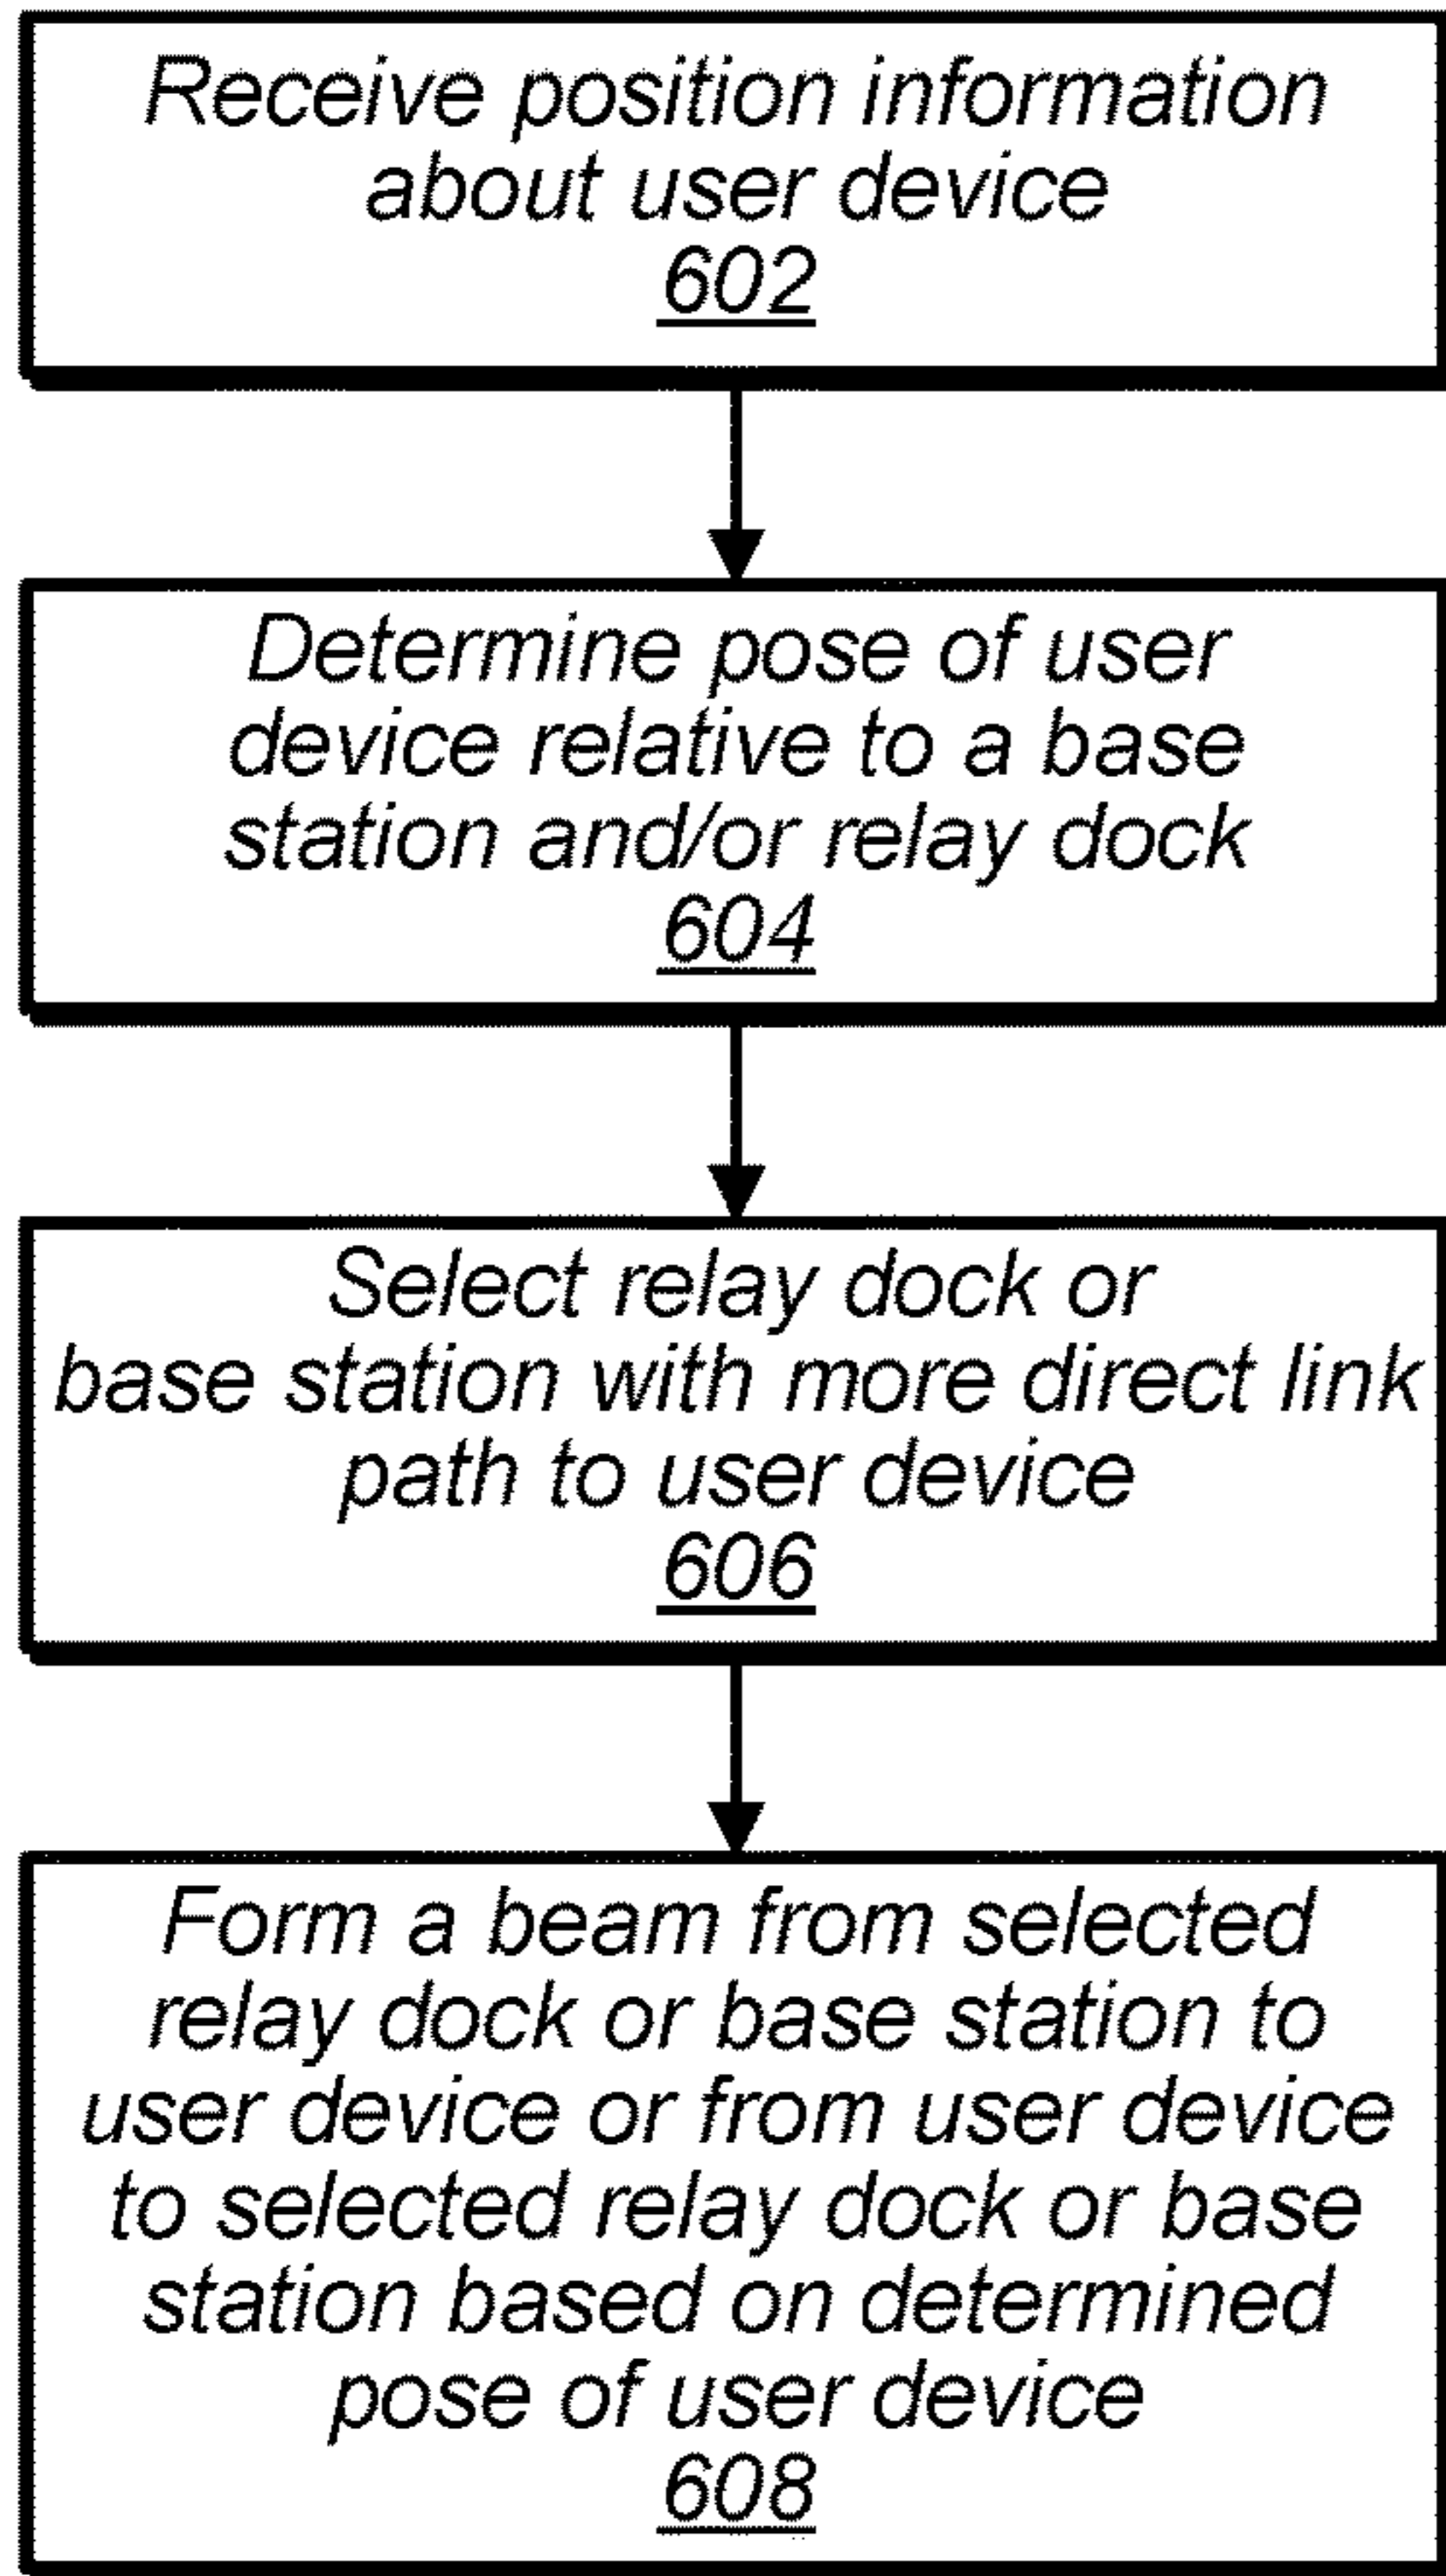 Receive position information
about user device
602
Determine pose of user
device relative to a base
station and/or relay dock
604
Select relay dock or
base station with more direct link
path to user device
606
Form a beam from selected
relay dock or base station to
user device or from user device
to selected relay dock or base
station based on determined
pose of user device
608